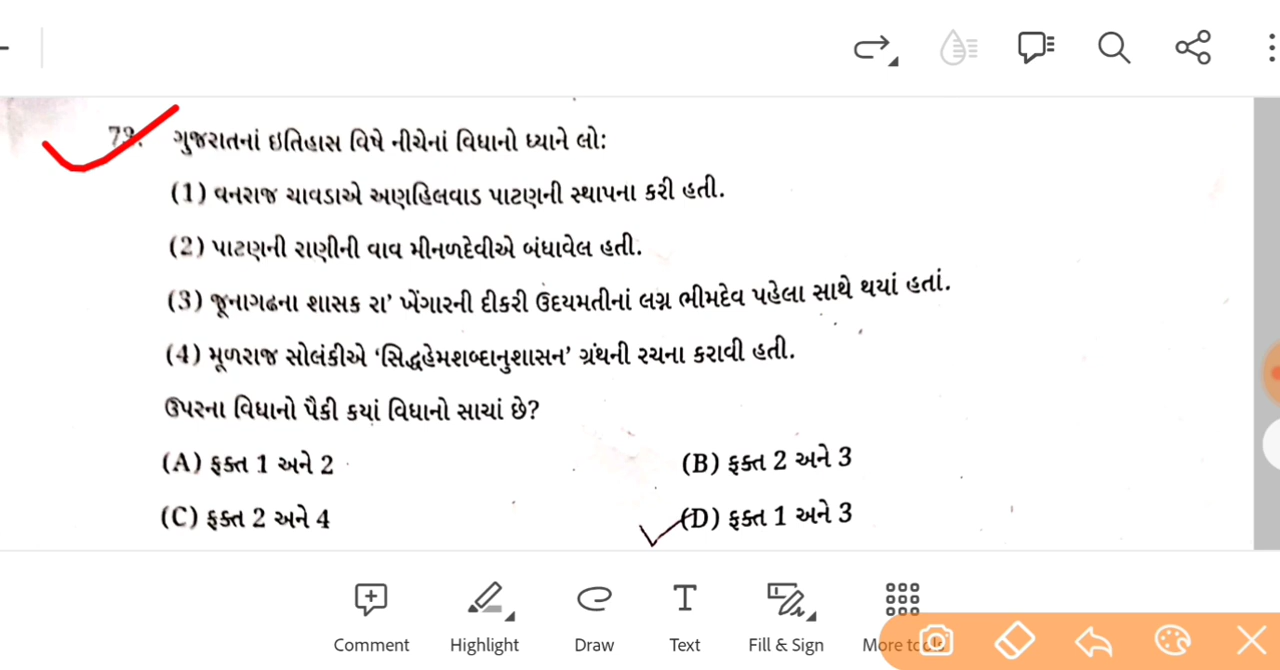 73. ગુજરાતનાં ઇતિહાસ વિષે નીચેનાં વિધાનો ધ્યાને લો:
(1) વનરાજ ચાવડાએ અણહિલવાડ પાટણની સ્થાપના કરી હતી.
(2) પાટણની રાણીની વાવ મીનળદેવીએ બંધાવેલ હતી.
(3) જૂનાગઢના શાસક રા' ખેંગારની દીકરી ઉદયમતીનાં લગ્ન ભીમદેવ પહેલા સાથે થયાં હતાં.
(4) મૂળરાજ સોલંકીએ 'સિદ્ધહેમશબ્દાનુશાસન' ગ્રંથની રચના કરાવી હતી.
ઉપરના વિધાનો પૈકી કયાં વિધાનો સાચાં છે?
(A) ફક્ત 1 અને 2
(B) ફક્ત 2 અને 3
(C) ફક્ત 2 અને 4
(D) ફક્ત 1 અને 3
Comment Highlight Draw Text Fill & Sign More